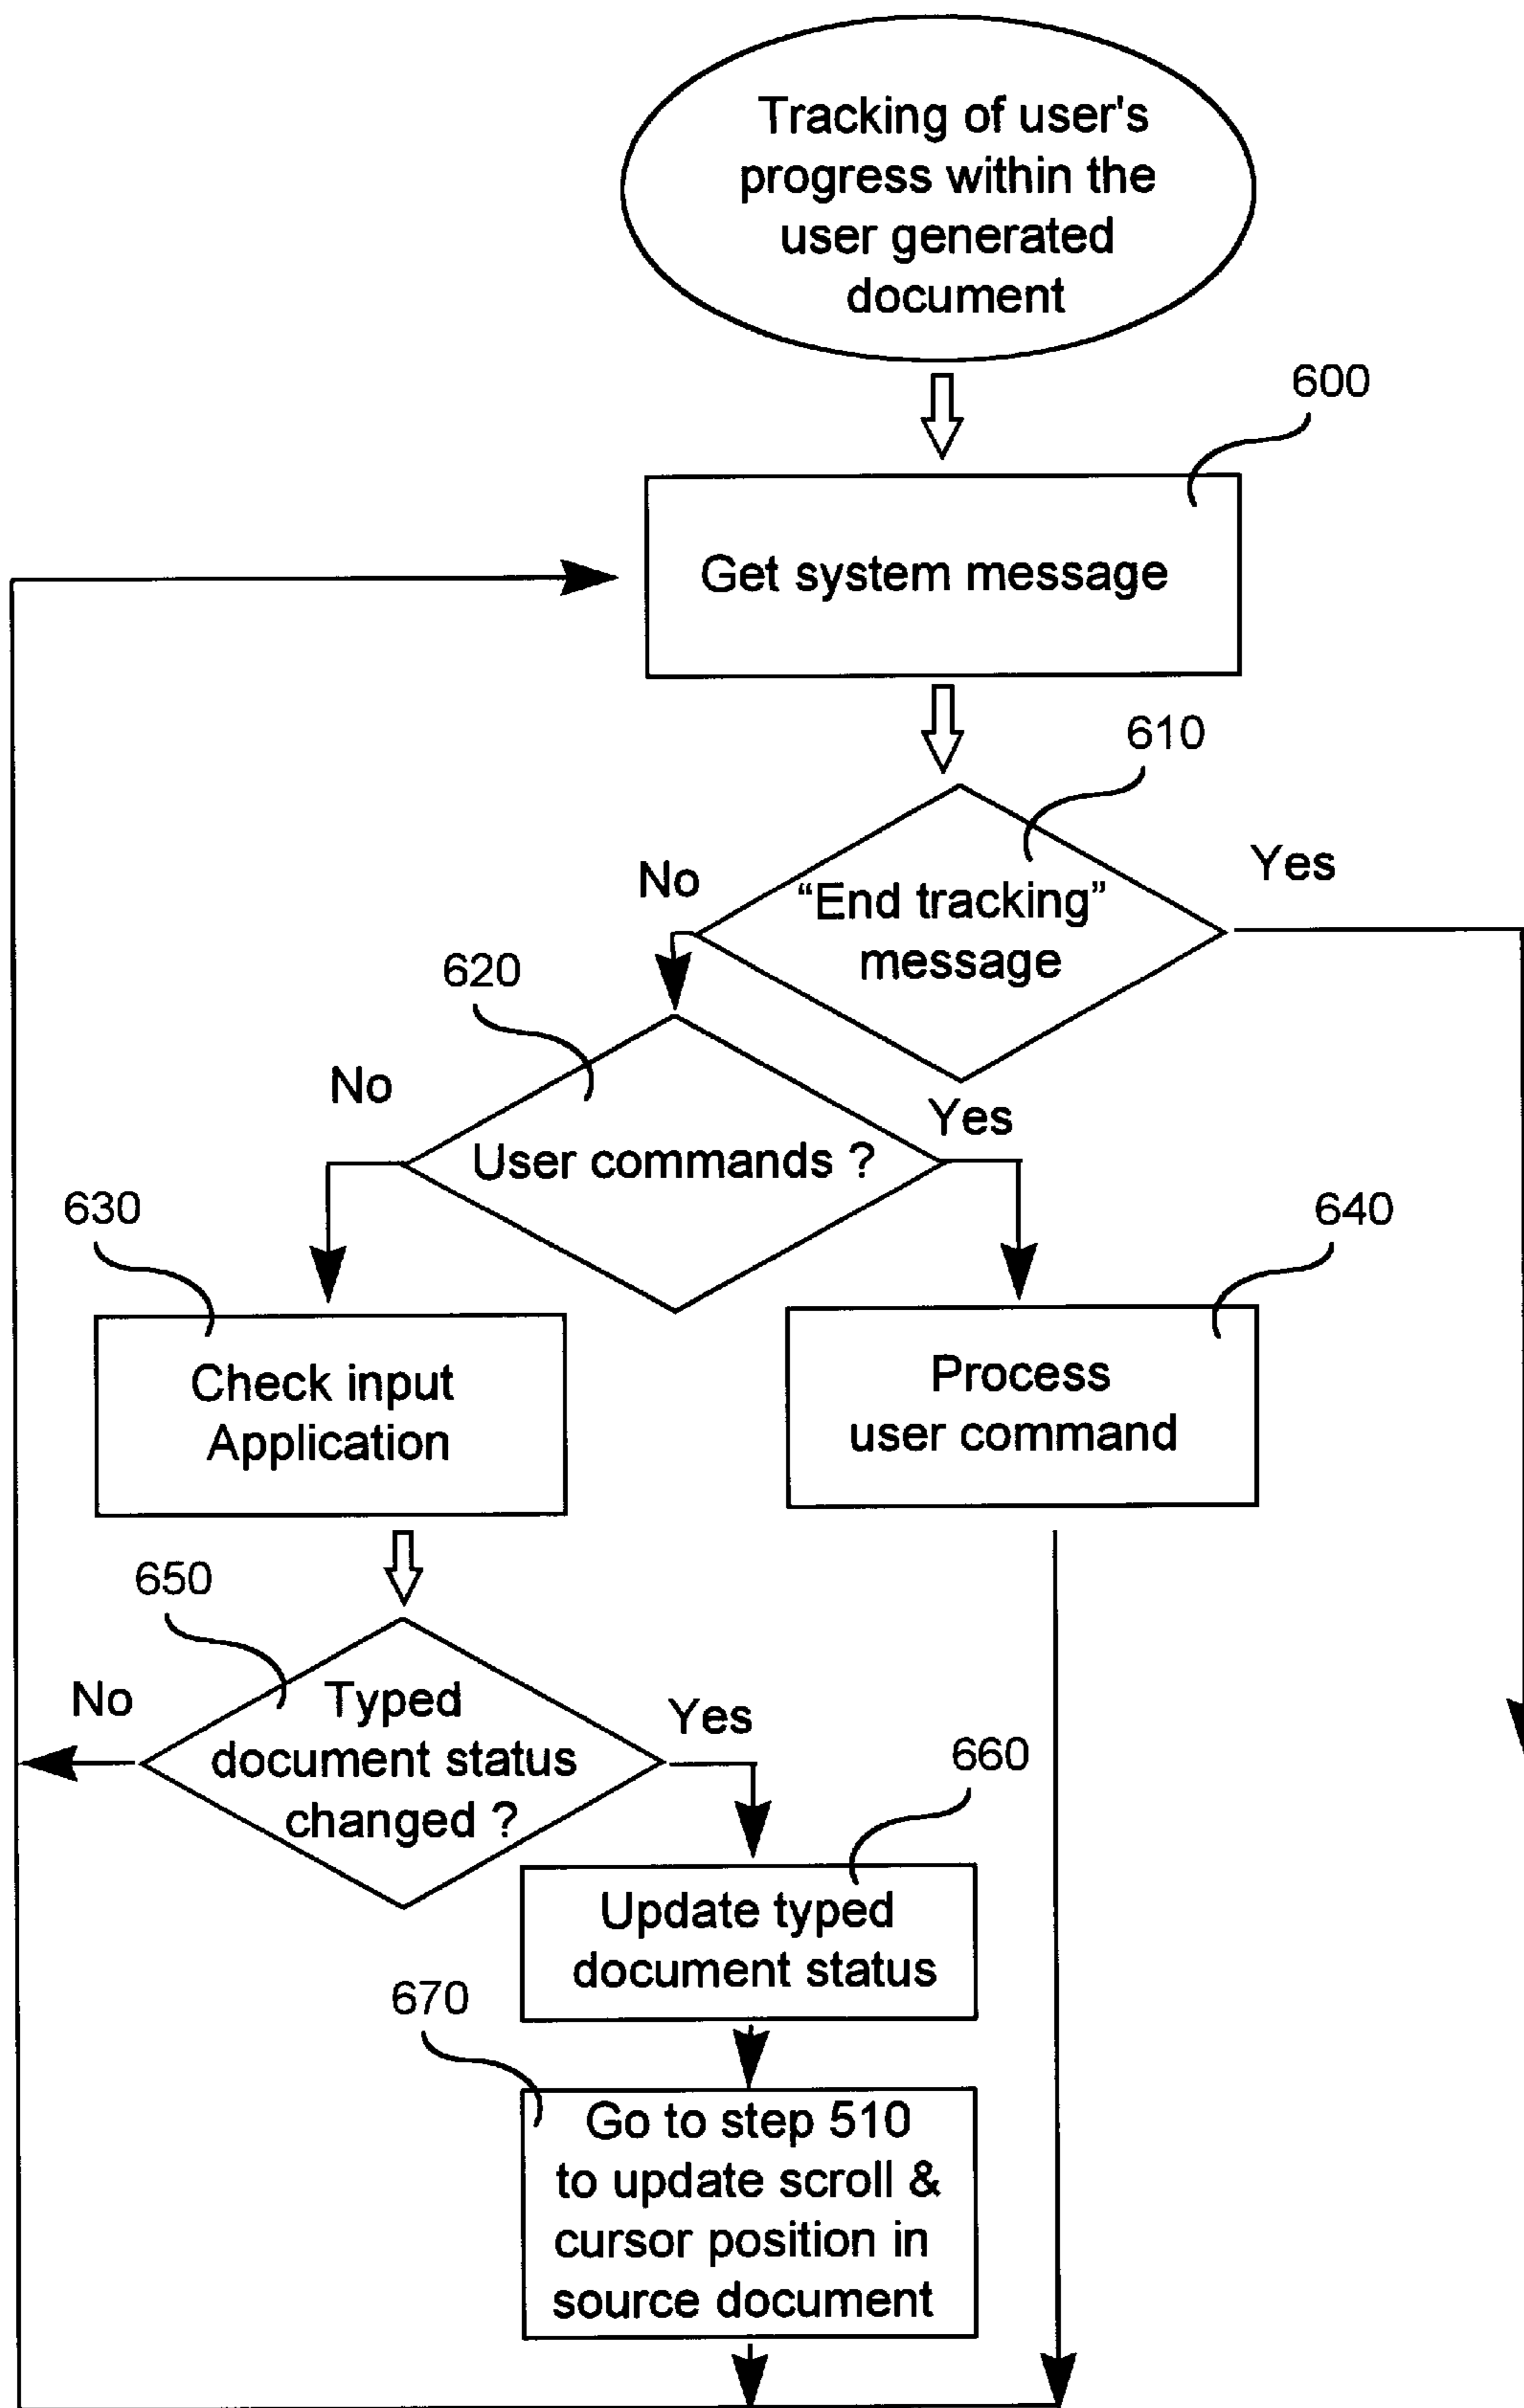 Tracking of user's
progress within the
user generated
document
600
Get system message
610
No
Yes
“End tracking”
message
620
No
Yes
User commands ?
630
640
Check input
Application
Process
user command
650
No
Yes
Typed
document status
changed ?
660
Update typed
document status
670
Go to step 510
to update scroll &
cursor position in
source document